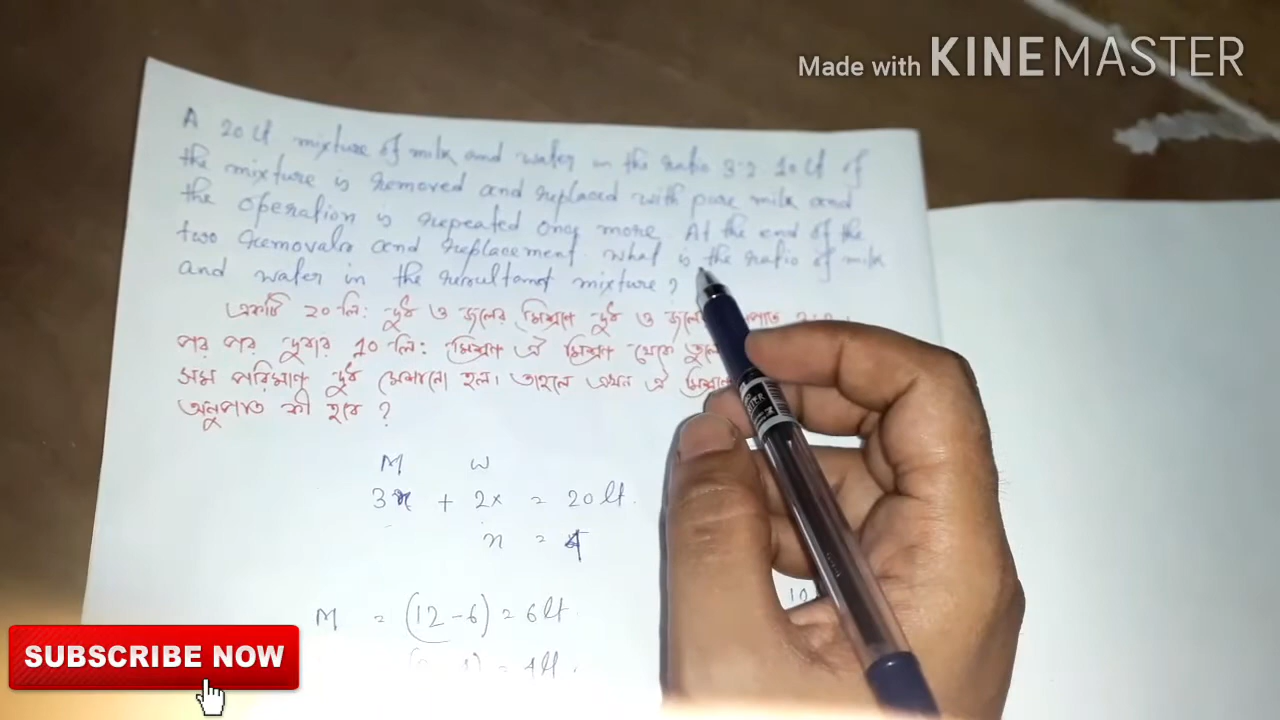 Made with KINEMASTER
A 20 lt mixture of milk and water in the ratio 3:2 10 lt of
the mixture is removed and replaced with pure milk and
the operation is repeated once more. At the end of the
two removals and replacement. what is the ratio of milk
and water in the resultant mixture?
একটি ২০ লি: দুধ ও জলের মিশ্রণে দুধ ও জলের
পর পর দুবার 10 লি: মিশ্রণ ঐ মিশ্রণ থেকে তুলে
সম পরিমাণ দুধ মেশানো হল। তাহলে এখন ঐ মিশ্রণ
অনুপাত কী হবে ?
M W
3x + 2x = 20 lt.
x = 4
M = (12-6) = 6 lt.
= 4 lt.
10
SUBSCRIBE NOW